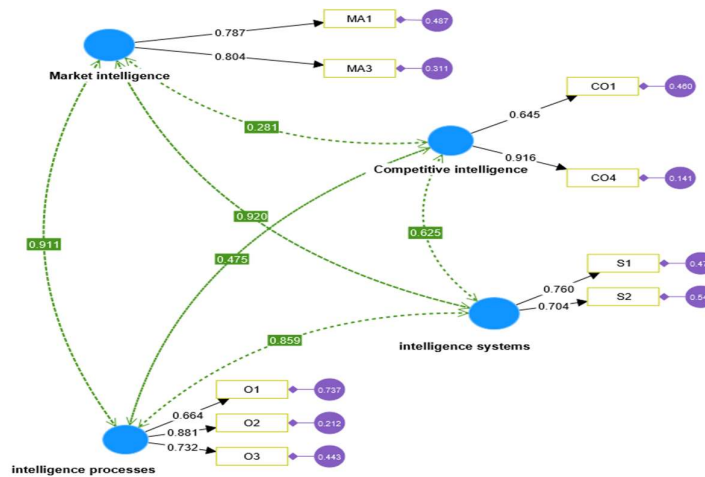 MA1
0.487
0.787
0.804
MA3
0.311
Market intelligence
CO1
0.460
0.645
0.281
0.916
Competitive intelligence
CO4
0.141
0.920
0.625
0.911
0.475
S1
0.760
S2
0.704
0.859
intelligence systems
O1
0.737
0.664
O2
0.212
0.881
0.732
O3
0.443
intelligence processes